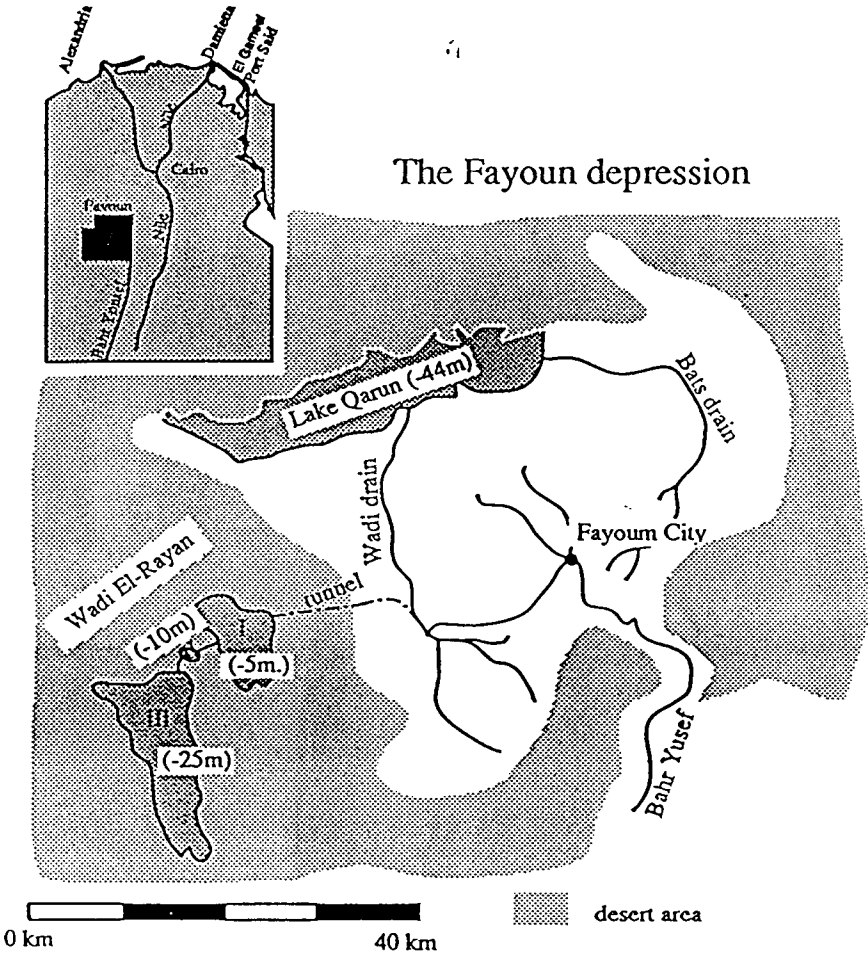 Alexandria
Damietta
El Gameel
Port Said
Nile
Cairo
Fayoun
Nile
Bahr Yousef
The Fayoun depression
Lake Qarun (-44m)
Bats drain
Wadi drain
Fayoum City
Wadi El-Rayan
tunnel
I
(-10m)
(-5m.)
III
(-25m)
Bahr Yusef
0 km
40 km
desert area